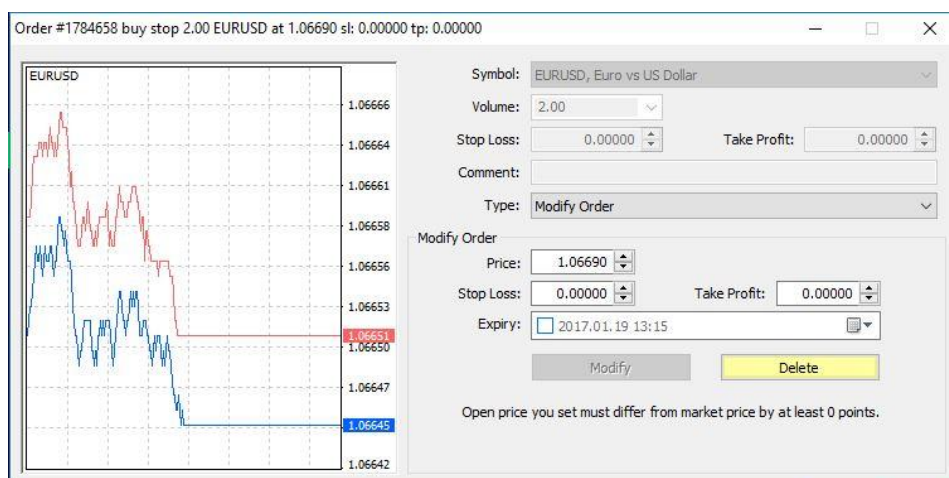 Order #1784658 buy stop 2.00 EURUSD at 1.06690 sl: 0.00000 tp: 0.00000
EURUSD
1.06666
1.06664
1.06661
1.06658
1.06656
1.06653
1.06651
1.06650
1.06647
1.06645
1.06642
Symbol: EURUSD, Euro vs US Dollar
Volume: 2.00
Stop Loss: 0.00000 Take Profit: 0.00000
Comment:
Type: Modify Order
Modify Order
Price: 1.06690
Stop Loss: 0.00000 Take Profit: 0.00000
Expiry: 2017.01.19 13:15
Modify Delete
Open price you set must differ from market price by at least 0 points.